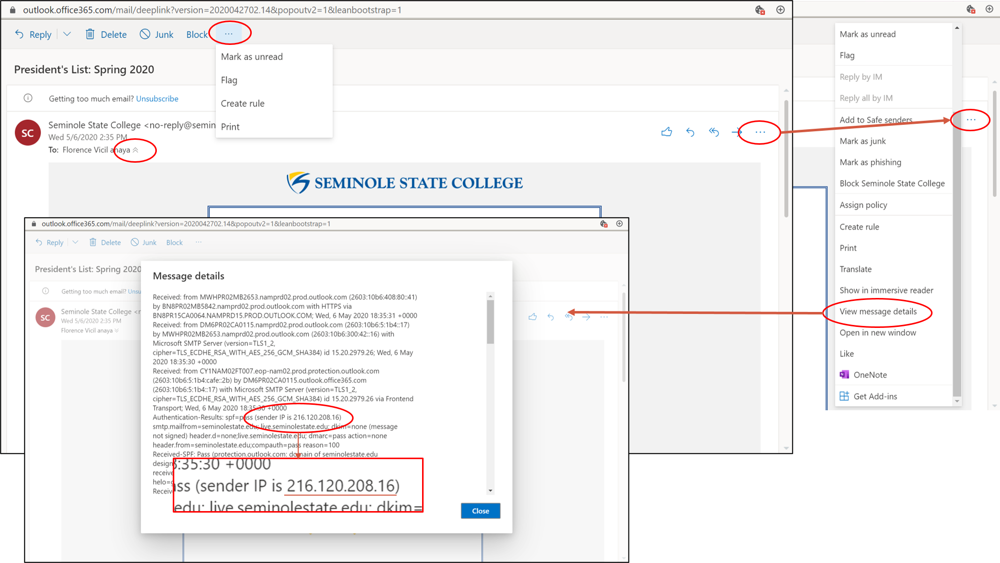 outlook.office365.com/mail/deeplink?version=2020042702.14&popoutv2=1&leanbootstrap=1
Reply
Delete
Junk
Block
...
Mark as unread
Flag
Create rule
Print
President's List: Spring 2020
Getting too much email? Unsubscribe
SC
Seminole State College <no-reply@semin
Wed 5/6/2020 2:35 PM
To: Florence Vicil anaya
...
SEMINOLE STATE COLLEGE
Mark as unread
Flag
Reply by IM
Reply all by IM
Add to Safe senders
...
Mark as junk
Mark as phishing
Block Seminole State College
Assign policy
Create rule
Print
Translate
Show in immersive reader
View message details
Open in new window
Like
OneNote
Get Add-ins
outlook.office365.com/mail/deeplink?version=2020042702.14&popoutv2=1&leanbootstrap=1
Reply
Delete
Junk
Block
...
President's List: Spring 2020
Getting too much email? Unsu
SC
Seminole State College <n
Wed 5/6/2020 2:35 PM
Florence Vicil anaya
...
Message details
Received: from MWHPR02MB2653.namprd02.prod.outlook.com (2603:10b6:408:80::41)
by BN8PR02MB5842.namprd02.prod.outlook.com with HTTPS via
BN8PR15CA0064.NAMPRD15.PROD.OUTLOOK.COM; Wed, 6 May 2020 18:35:31 +0000
Received: from DM6PR02CA0115.namprd02.prod.outlook.com (2603:10b6:5:1b4::17)
by MWHPR02MB2653.namprd02.prod.outlook.com (2603:10b6:300:42::16) with
Microsoft SMTP Server (version=TLS1_2,
cipher=TLS_ECDHE_RSA_WITH_AES_256_GCM_SHA384) id 15.20.2979.26; Wed, 6 May
2020 18:35:30 +0000
Received: from CY1NAM02FT007.eop-nam02.prod.protection.outlook.com
(2603:10b6:5:1b4:cafe::2b) by DM6PR02CA0115.outlook.office365.com
(2603:10b6:5:1b4::17) with Microsoft SMTP Server (version=TLS1_2,
cipher=TLS_ECDHE_RSA_WITH_AES_256_GCM_SHA384) id 15.20.2979.26 via Frontend
Transport; Wed, 6 May 2020 18:35:30 +0000
Authentication-Results: spf=pass (sender IP is 216.120.208.16)
smtp.mailfrom=seminolestate.edu; live.seminolestate.edu; dkim=none (message
not signed) header.d=none;live.seminolestate.edu; dmarc=pass action=none
header.from=seminolestate.edu;compauth=pass reason=100
Received-SPF: Pass (protection.outlook.com: domain of seminolestate.edu
design
receive
helo=g
Receiv
8:35:30 +0000
ass (sender IP is 216.120.208.16)
edu; live.seminolestate.edu; dkim=
Close